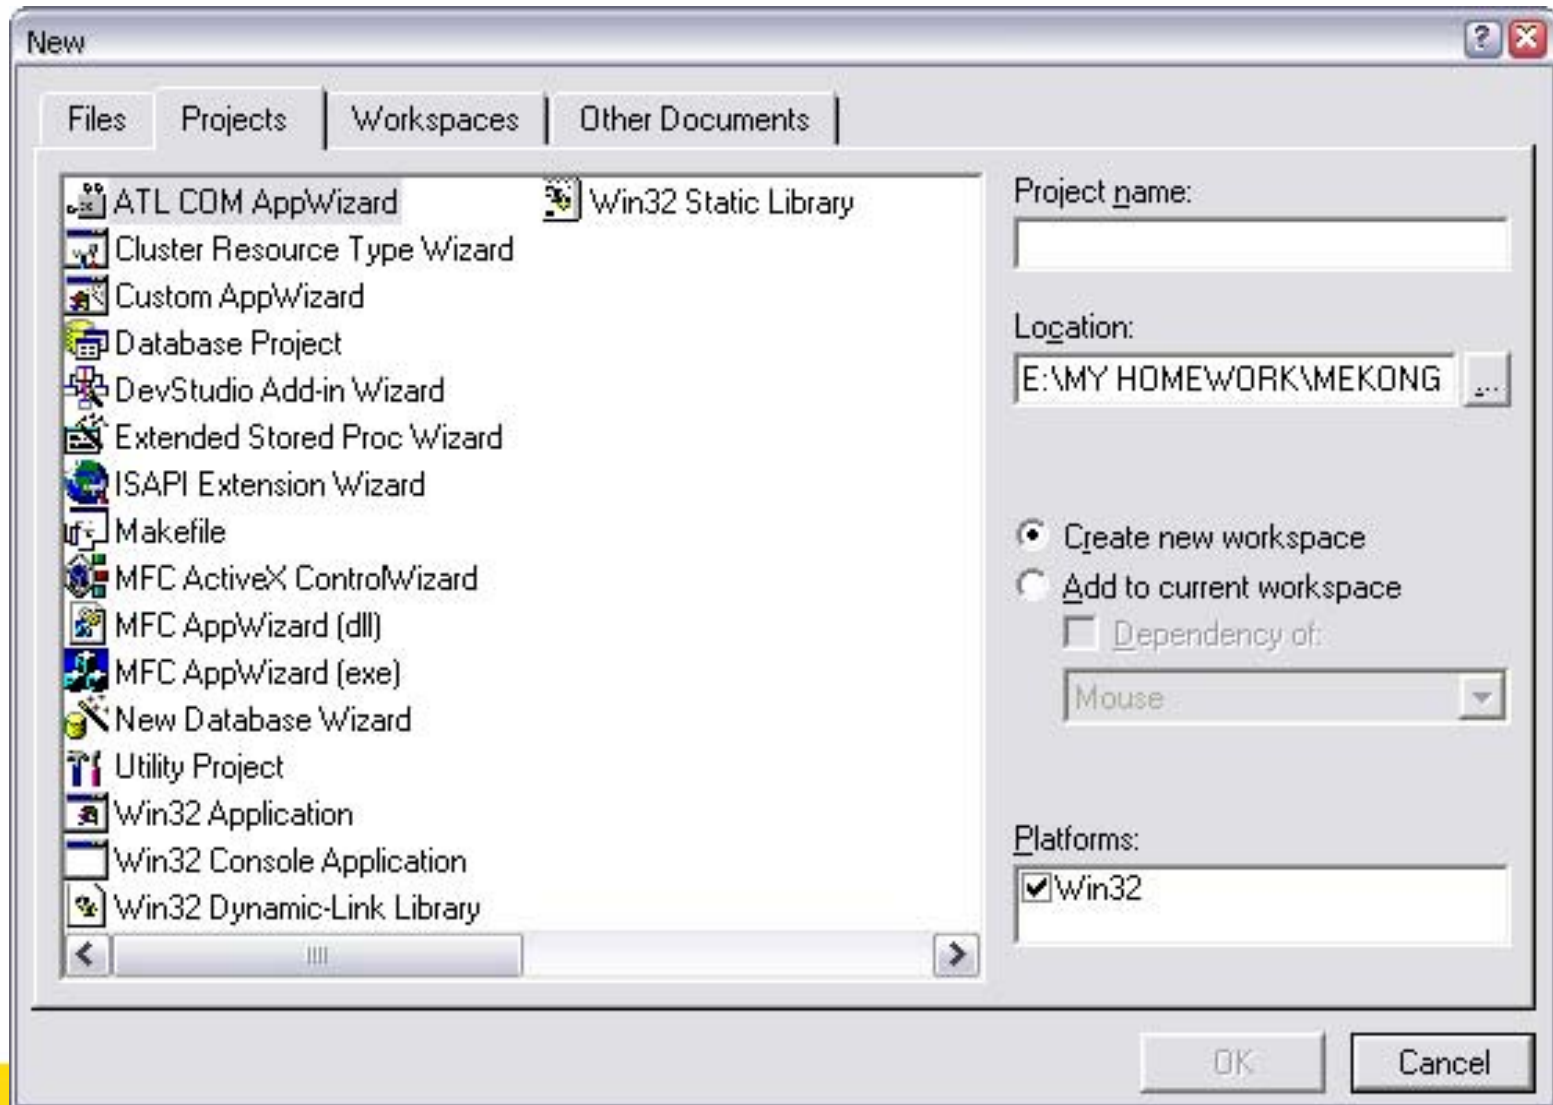 New
Files Projects Workspaces Other Documents
ATL COM AppWizard
Cluster Resource Type Wizard
Custom AppWizard
Database Project
DevStudio Add-in Wizard
Extended Stored Proc Wizard
ISAPI Extension Wizard
Makefile
MFC ActiveX ControlWizard
MFC AppWizard (dll)
MFC AppWizard (exe)
New Database Wizard
Utility Project
Win32 Application
Win32 Console Application
Win32 Dynamic-Link Library
Win32 Static Library
Project name:
Location:
E:\MY HOMEWORK\MEKONG
...
Create new workspace
Add to current workspace
Dependency of:
Mouse
Platforms:
Win32
OK Cancel